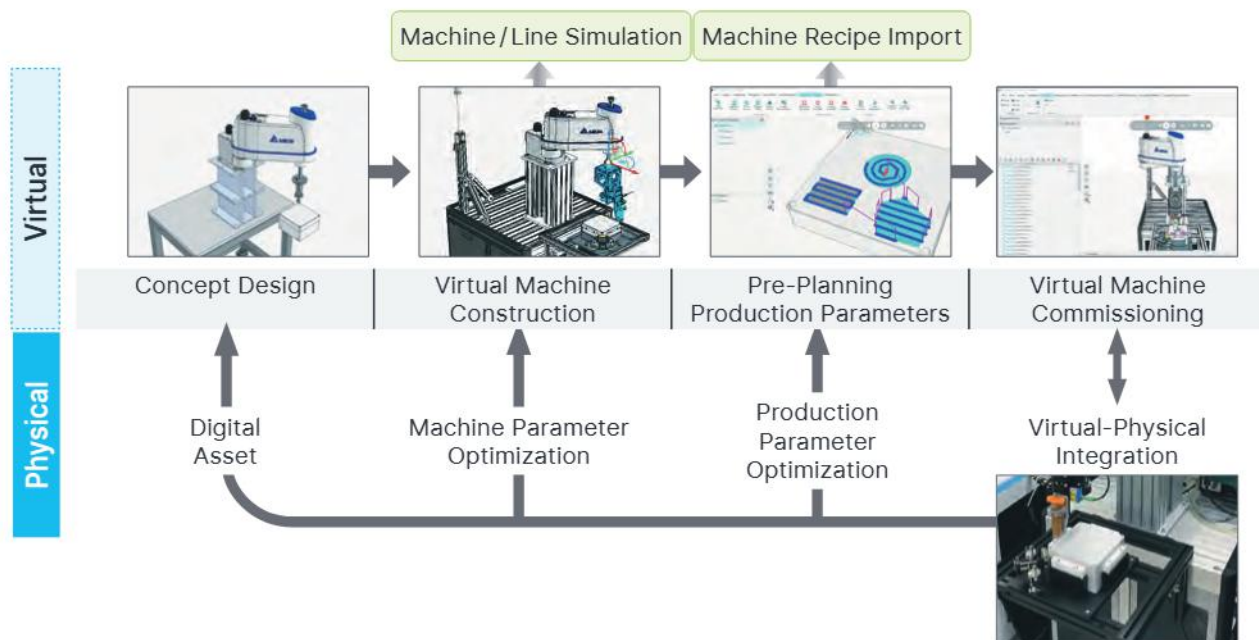 Machine/Line Simulation
Machine Recipe Import
Virtual
Concept Design
Virtual Machine
Construction
Pre-Planning
Production Parameters
Virtual Machine
Commissioning
Physical
Digital
Asset
Machine Parameter
Optimization
Production
Parameter
Optimization
Virtual-Physical
Integration